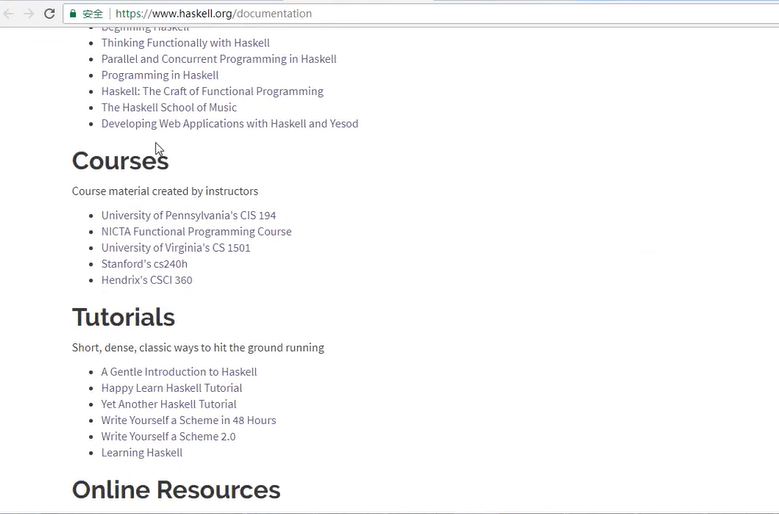 安全 | https://www.haskell.org/documentation
Beginning Haskell
Thinking Functionally with Haskell
Parallel and Concurrent Programming in Haskell
Programming in Haskell
Haskell: The Craft of Functional Programming
The Haskell School of Music
Developing Web Applications with Haskell and Yesod
Courses
Course material created by instructors
University of Pennsylvania's CIS 194
NICTA Functional Programming Course
University of Virginia's CS 1501
Stanford's cs240h
Hendrix's CSCI 360
Tutorials
Short, dense, classic ways to hit the ground running
A Gentle Introduction to Haskell
Happy Learn Haskell Tutorial
Yet Another Haskell Tutorial
Write Yourself a Scheme in 48 Hours
Write Yourself a Scheme 2.0
Learning Haskell
Online Resources